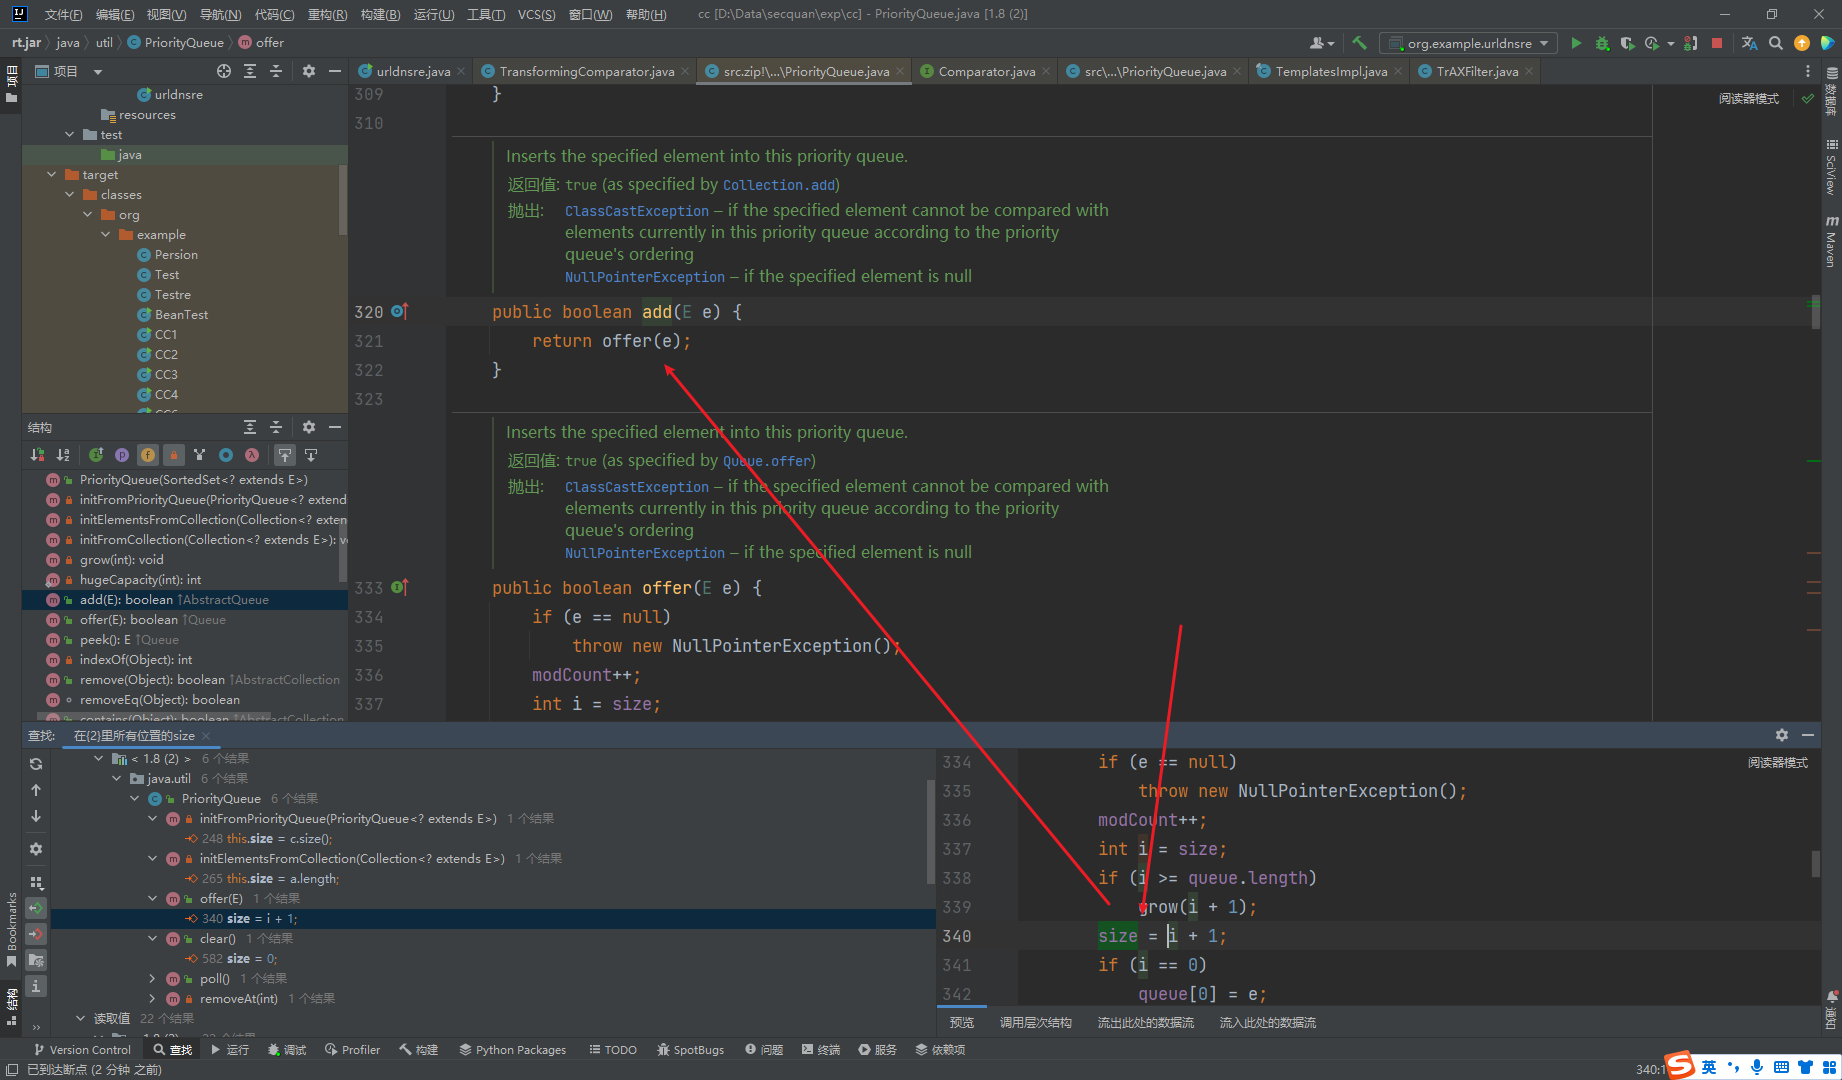 文件(F) 编辑(E) 视图(V) 导航(N) 代码(C) 重构(R) 构建(B) 运行(U) 工具(T) VCS(S) 窗口(W) 帮助(H) cc [D:\Data\secquan\exp\cc] - PriorityQueue.java [1.8 (2)]
rt.jar java util PriorityQueue offer
org.example.urldnsre
项目
urldnsre.java TransformingComparator.java src.zip!\...\PriorityQueue.java Comparator.java src\...\PriorityQueue.java TemplatesImpl.java TrAXFilter.java
项目
urldnsre
resources
test
java
target
classes
org
example
Persion
Test
Testre
BeanTest
CC1
CC2
CC3
CC4
结构
PriorityQueue(SortedSet<? extends E>)
initFromPriorityQueue(PriorityQueue<? extend
initElementsFromCollection(Collection<? exten
initFromCollection(Collection<? extends E>): v
grow(int): void
hugeCapacity(int): int
add(E): boolean ↑AbstractQueue
offer(E): boolean ↑Queue
peek(): E ↑Queue
indexOf(Object): int
remove(Object): boolean ↑AbstractCollection
removeEq(Object): boolean
contains(Object): boolean ↑AbstractCollection
阅读器模式
309 }
310
Inserts the specified element into this priority queue.
返回值: true (as specified by Collection.add)
抛出: ClassCastException – if the specified element cannot be compared with
elements currently in this priority queue according to the priority
queue's ordering
NullPointerException – if the specified element is null
320 public boolean add(E e) {
321 return offer(e);
322 }
323
Inserts the specified element into this priority queue.
返回值: true (as specified by Queue.offer)
抛出: ClassCastException – if the specified element cannot be compared with
elements currently in this priority queue according to the priority
queue's ordering
NullPointerException – if the specified element is null
333 public boolean offer(E e) {
334 if (e == null)
335 throw new NullPointerException();
336 modCount++;
337 int i = size;
数据库
SciView
Maven
查找: 在(2)里所有位置的size
< 1.8 (2) > 6 个结果
java.util 6 个结果
PriorityQueue 6 个结果
initFromPriorityQueue(PriorityQueue<? extends E>) 1 个结果
248 this.size = c.size();
initElementsFromCollection(Collection<? extends E>) 1 个结果
265 this.size = a.length;
offer(E) 1 个结果
340 size = i + 1;
clear() 1 个结果
582 size = 0;
poll() 1 个结果
removeAt(int) 1 个结果
读取值 22 个结果
阅读器模式
334 if (e == null)
335 throw new NullPointerException();
336 modCount++;
337 int i = size;
338 if (i >= queue.length)
339 grow(i + 1);
340 size = i + 1;
341 if (i == 0)
342 queue[0] = e;
预览 调用层次结构 流出此处的数据流 流入此处的数据流
Bookmarks
结构
通知
Version Control 查找 运行 调试 Profiler 构建 Python Packages TODO SpotBugs 问题 终端 服务 依赖项
已到达断点 (2 分钟 之前)
340:1
英